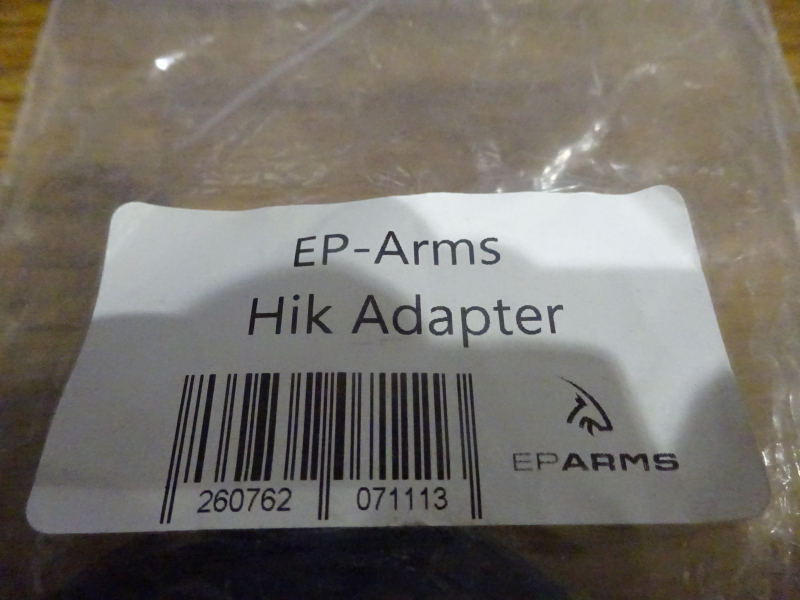 EP-Arms
Hik Adapter
260762 071113
EPARMS